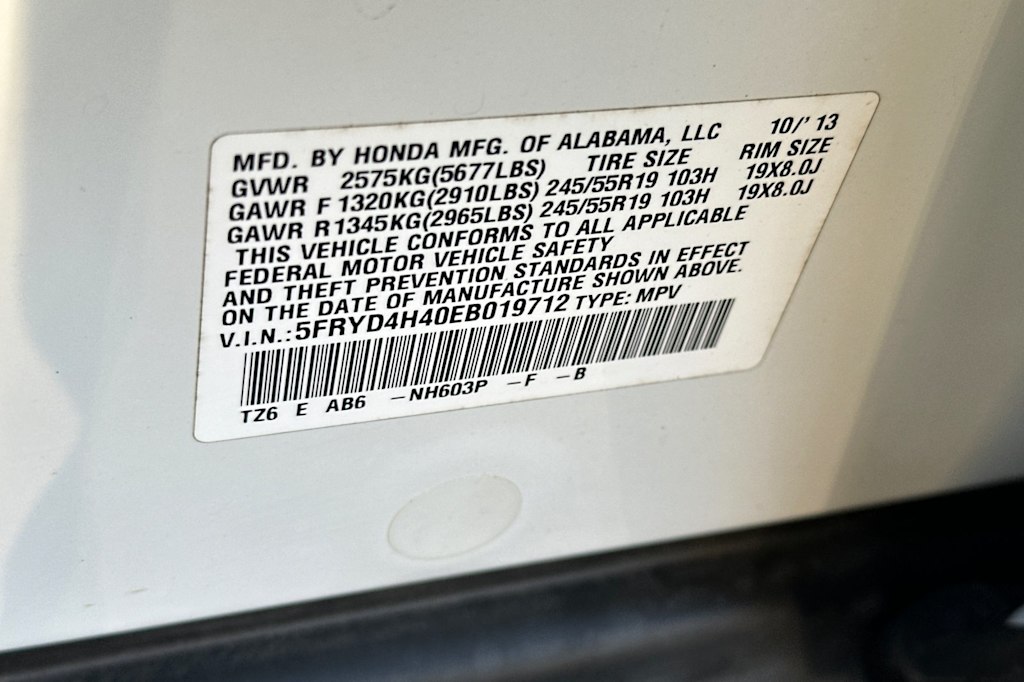 MFD. BY HONDA MFG. OF ALABAMA, LLC 10/' 13
GVWR 2575KG(5677LBS) TIRE SIZE RIM SIZE
GAWR F 1320KG(2910LBS) 245/55R19 103H 19X8.0J
GAWR R1345KG(2965LBS) 245/55R19 103H 19X8.0J
THIS VEHICLE CONFORMS TO ALL APPLICABLE
FEDERAL MOTOR VEHICLE SAFETY
AND THEFT PREVENTION STANDARDS IN EFFECT
ON THE DATE OF MANUFACTURE SHOWN ABOVE.
V.I.N.:5FRYD4H40EB019712 TYPE: MPV
TZ6 E AB6 –NH603P –F –B